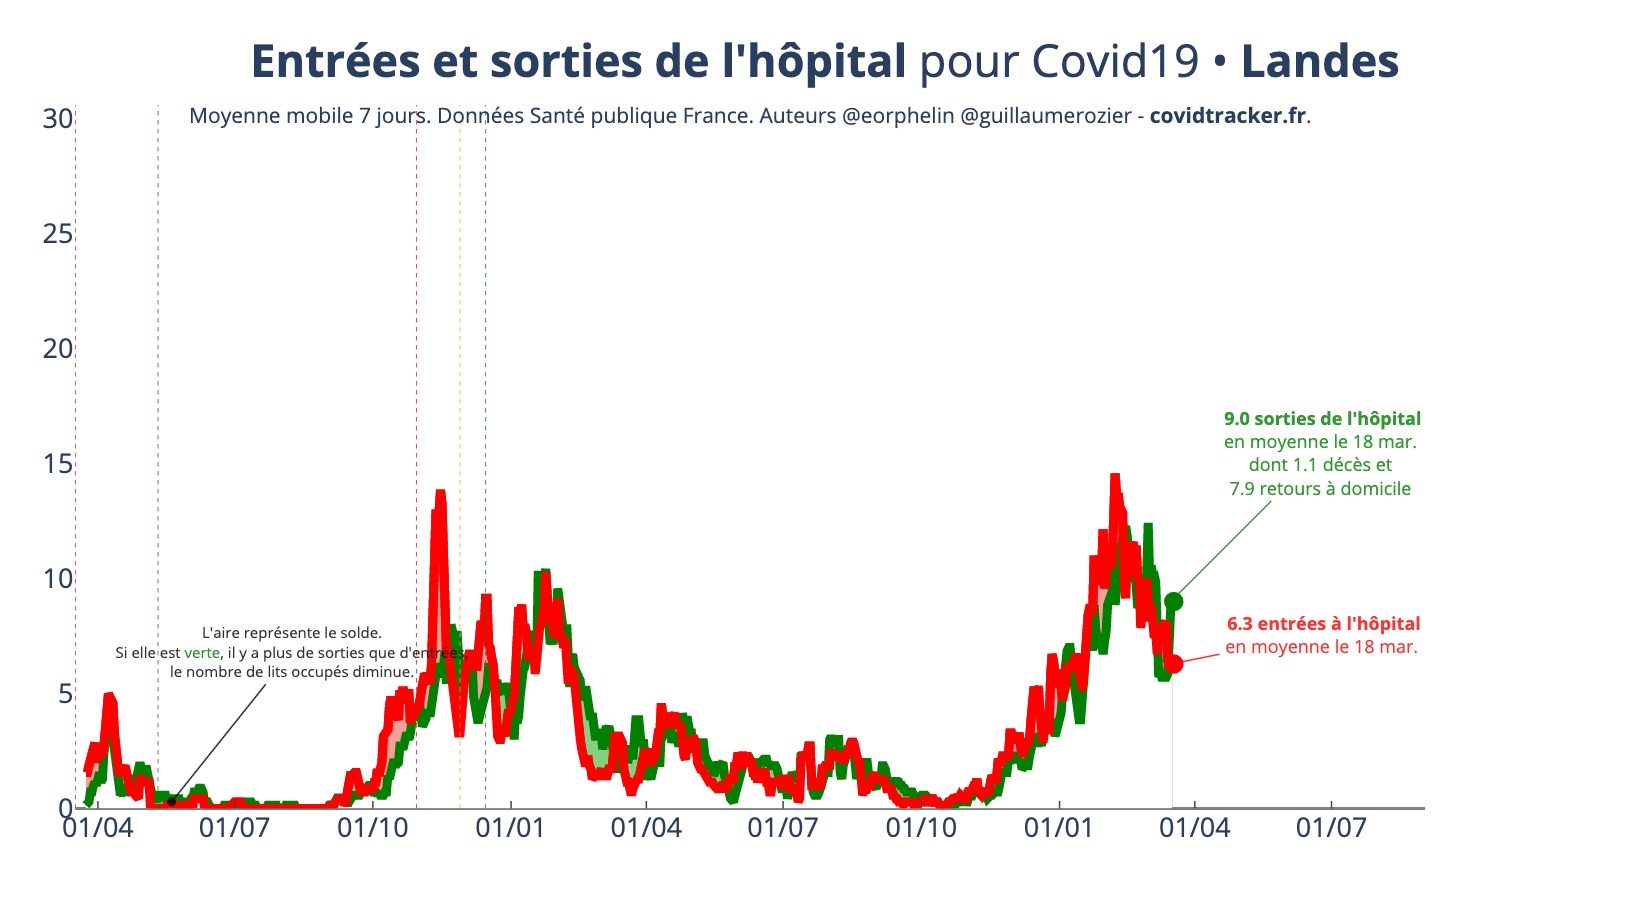 Entrées et sorties de l'hôpital pour Covid19 • Landes
Moyenne mobile 7 jours. Données Santé publique France. Auteurs @eorphelin @guillaumerozier - covidtracker.fr.
30
25
20
15
10
5
0
L'aire représente le solde.
Si elle est verte, il y a plus de sorties que d'entrées,
le nombre de lits occupés diminue.
9.0 sorties de l'hôpital
en moyenne le 18 mar.
dont 1.1 décès et
7.9 retours à domicile
6.3 entrées à l'hôpital
en moyenne le 18 mar.
01/04 01/07 01/10 01/01 01/04 01/07 01/10 01/01 01/04 01/07